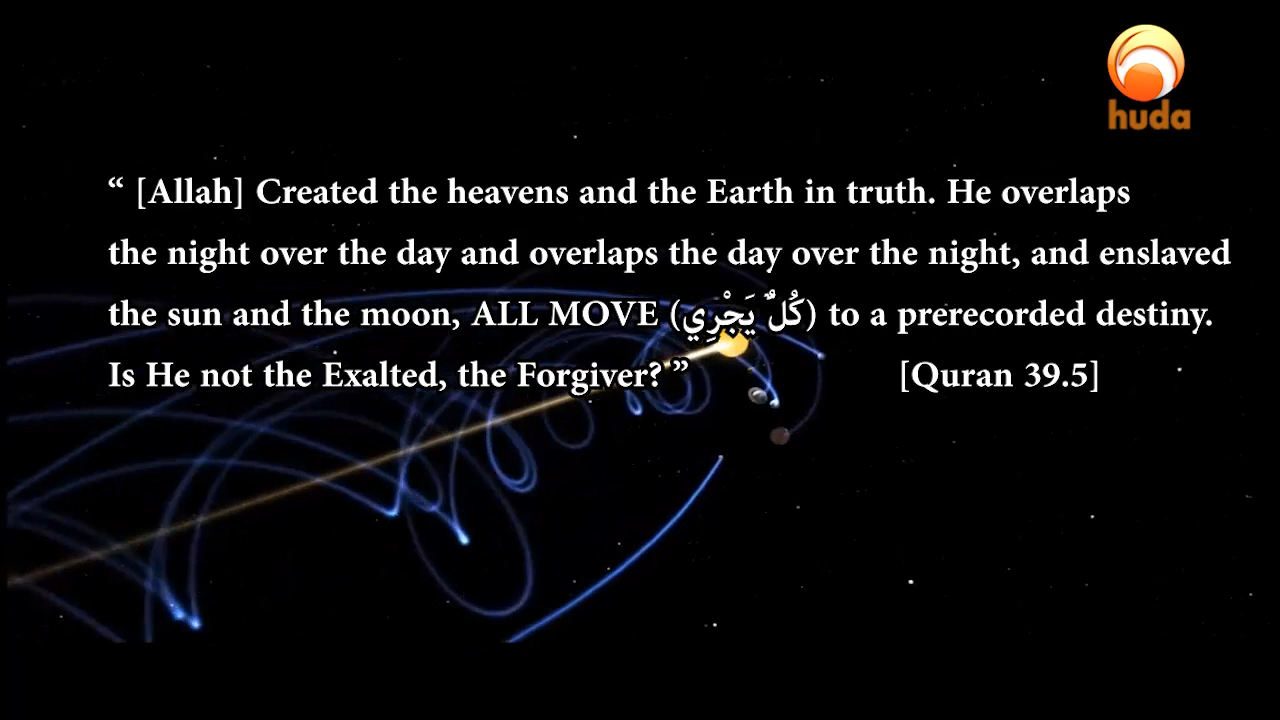 huda
“ [Allah] Created the heavens and the Earth in truth. He overlaps
the night over the day and overlaps the day over the night, and enslaved
the sun and the moon, ALL MOVE (كُلٌ يَجْرِي) to a prerecorded destiny.
Is He not the Exalted, the Forgiver? ” [Quran 39.5]